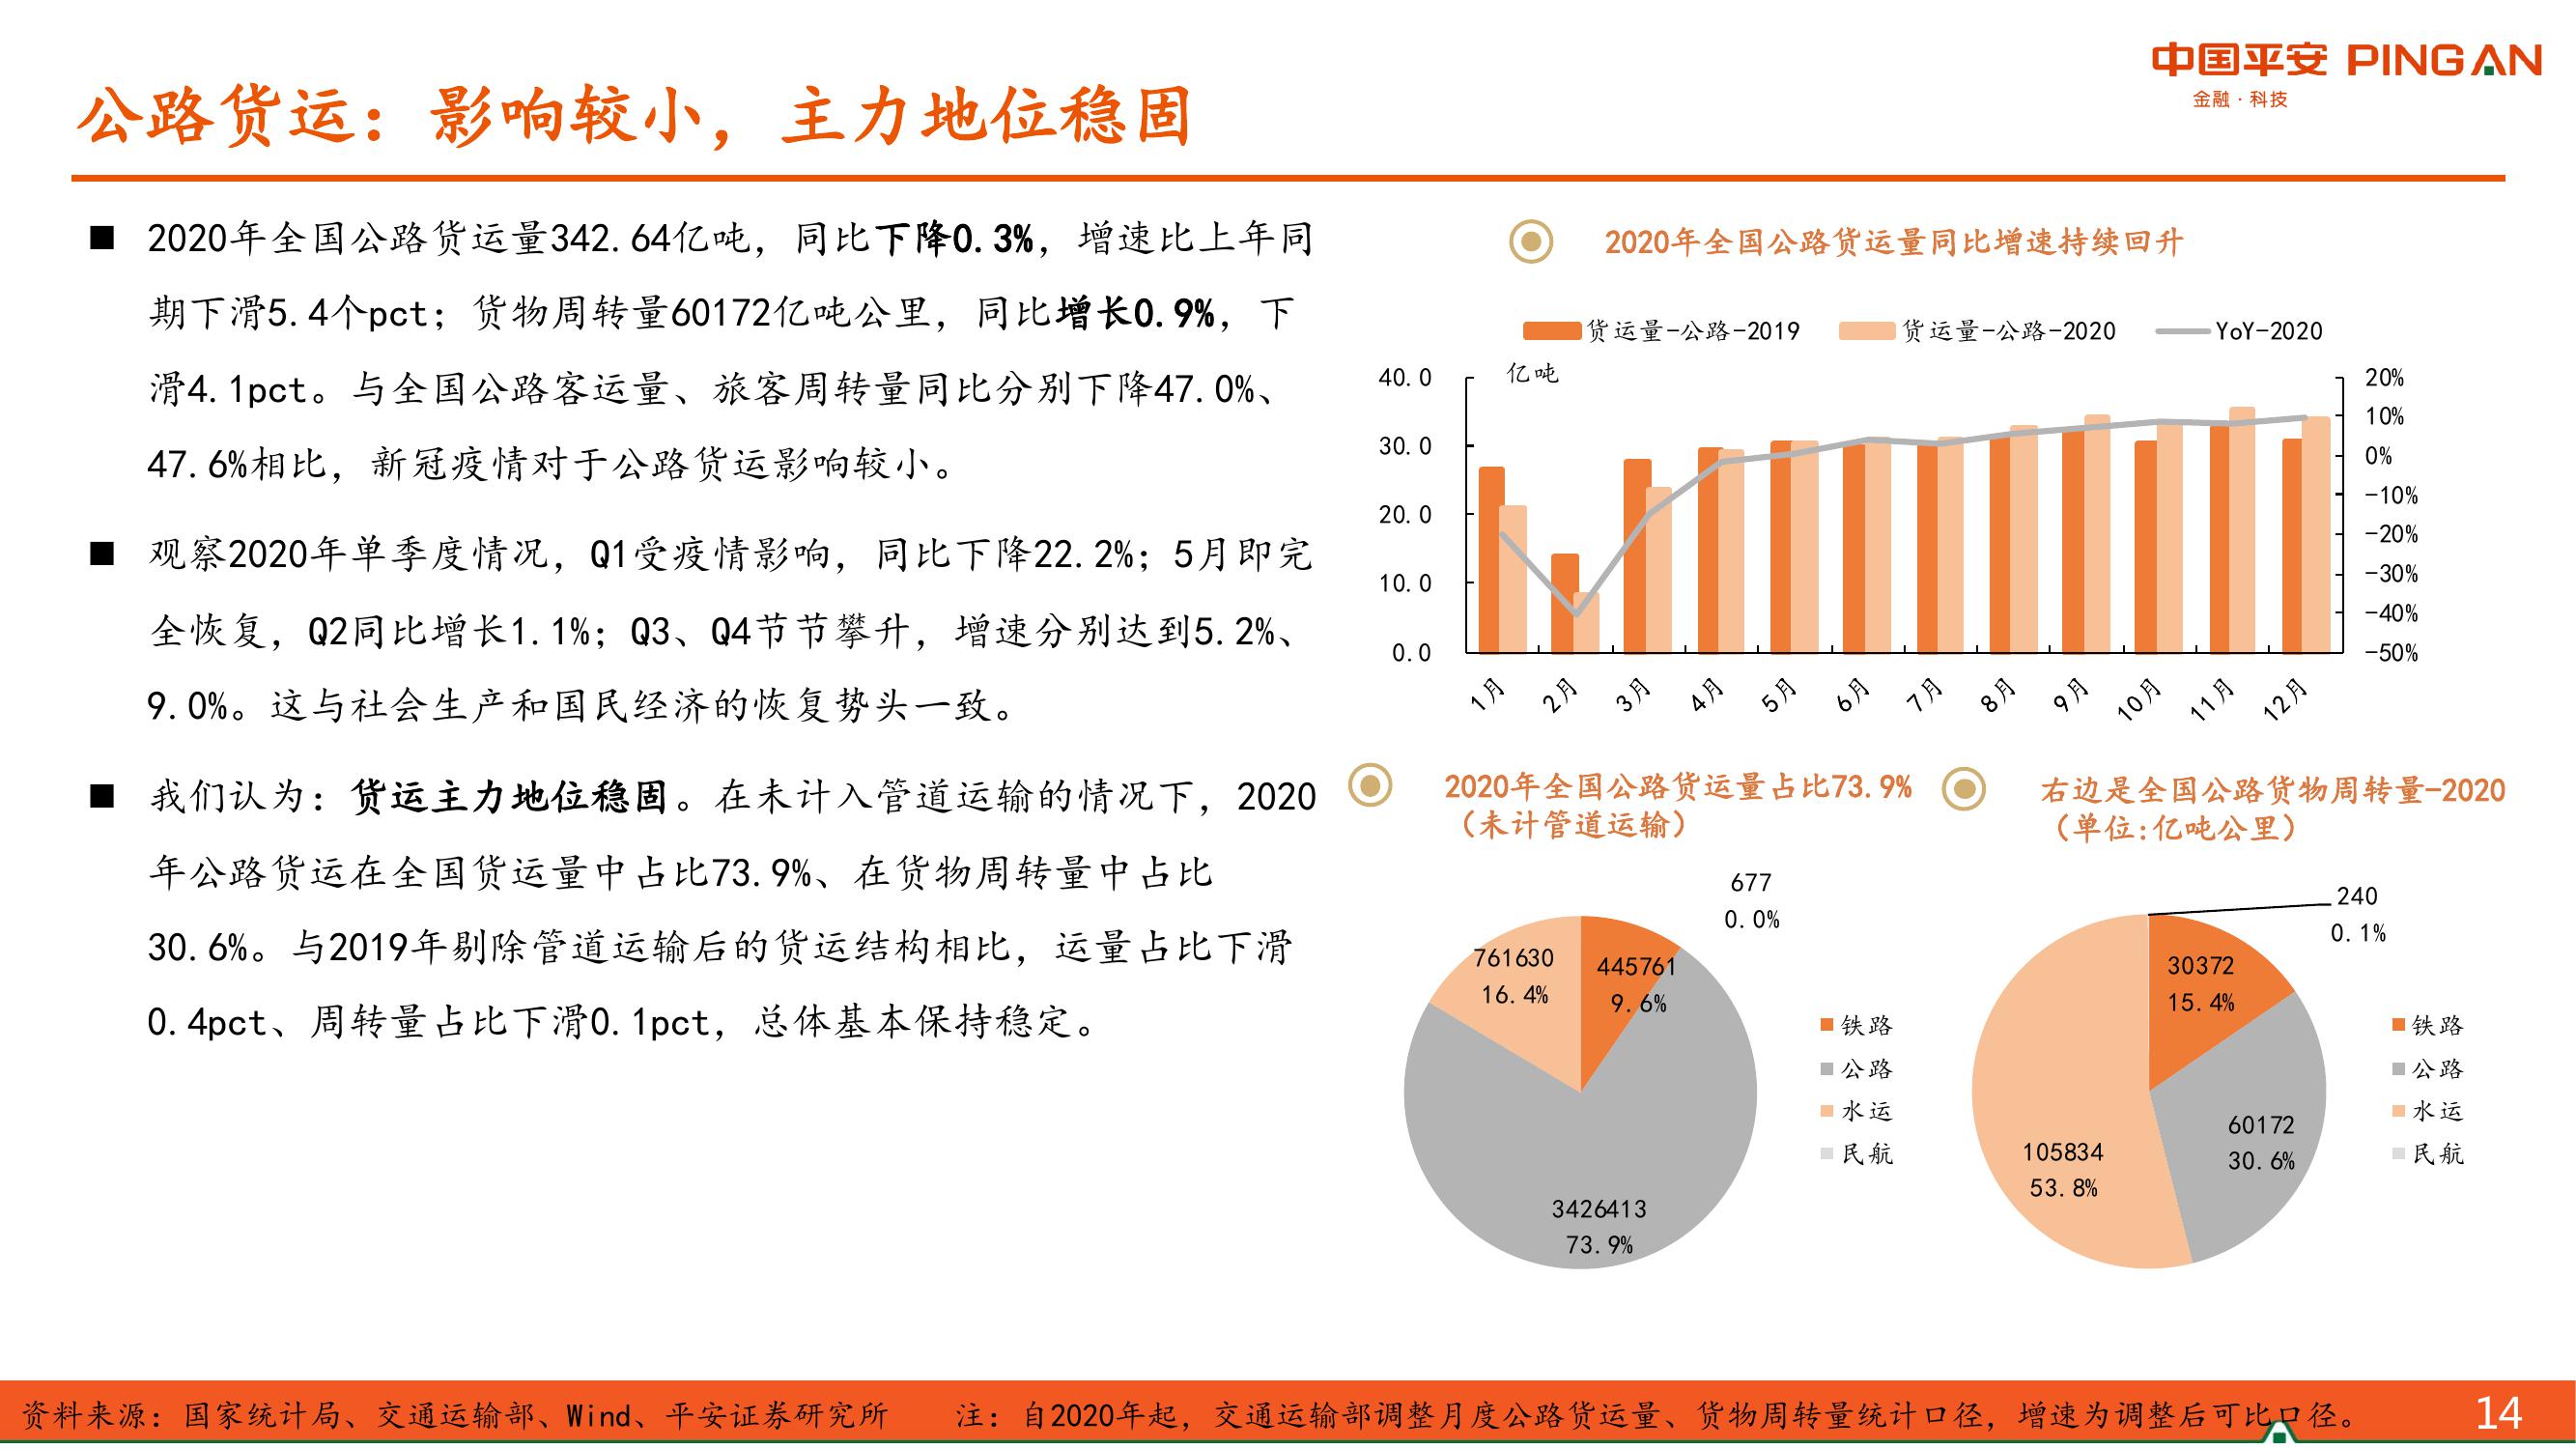 中国平安 PINGAN
金融·科技
公路货运：影响较小，主力地位稳固
■ 2020年全国公路货运量342.64亿吨，同比下降0.3%，增速比上年同
期下滑5.4个pct；货物周转量60172亿吨公里，同比增长0.9%，下
滑4.1pct。与全国公路客运量、旅客周转量同比分别下降47.0%、
47.6%相比，新冠疫情对于公路货运影响较小。
■ 观察2020年单季度情况，Q1受疫情影响，同比下降22.2%；5月即完
全恢复，Q2同比增长1.1%；Q3、Q4节节攀升，增速分别达到5.2%、
9.0%。这与社会生产和国民经济的恢复势头一致。
■ 我们认为：货运主力地位稳固。在未计入管道运输的情况下，2020
年公路货运在全国货运量中占比73.9%、在货物周转量中占比
30.6%。与2019年剔除管道运输后的货运结构相比，运量占比下滑
0.4pct、周转量占比下滑0.1pct，总体基本保持稳定。
2020年全国公路货运量同比增速持续回升
货运量-公路-2019 货运量-公路-2020 YoY-2020
亿吨
40.0
30.0
20.0
10.0
0.0
20%
10%
0%
-10%
-20%
-30%
-40%
-50%
1月 2月 3月 4月 5月 6月 7月 8月 9月 10月 11月 12月
2020年全国公路货运量占比73.9%
（未计管道运输）
677
0.0%
761630
16.4%
445761
9.6%
3426413
73.9%
铁路
公路
水运
民航
右边是全国公路货物周转量-2020
（单位:亿吨公里）
240
0.1%
30372
15.4%
60172
30.6%
105834
53.8%
铁路
公路
水运
民航
资料来源：国家统计局、交通运输部、Wind、平安证券研究所 注：自2020年起，交通运输部调整月度公路货运量、货物周转量统计口径，增速为调整后可比口径。
14